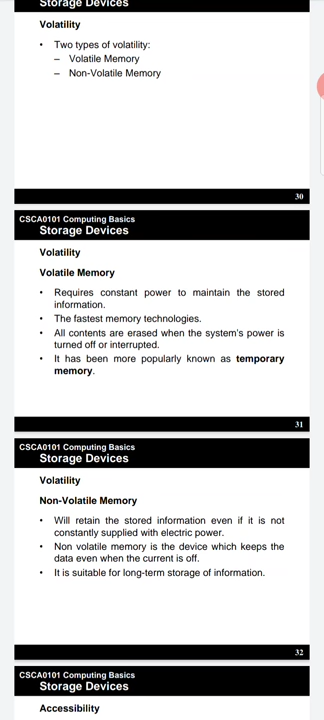 Storage Devices
Volatility
• Two types of volatility:
– Volatile Memory
– Non-Volatile Memory
30
CSCA0101 Computing Basics
Storage Devices
Volatility
Volatile Memory
• Requires constant power to maintain the stored
information.
• The fastest memory technologies.
• All contents are erased when the system's power is
turned off or interrupted.
• It has been more popularly known as temporary
memory.
31
CSCA0101 Computing Basics
Storage Devices
Volatility
Non-Volatile Memory
• Will retain the stored information even if it is not
constantly supplied with electric power.
• Non volatile memory is the device which keeps the
data even when the current is off.
• It is suitable for long-term storage of information.
32
CSCA0101 Computing Basics
Storage Devices
Accessibility